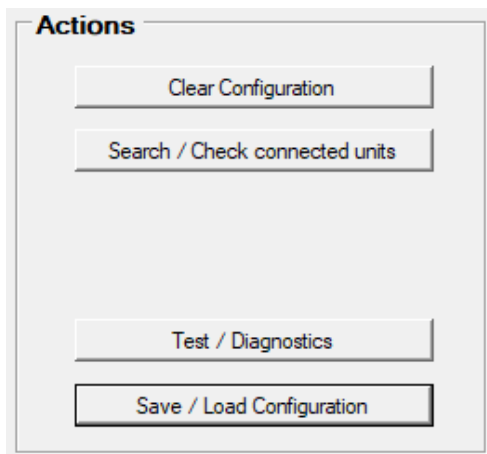 Actions
Clear Configuration
Search / Check connected units
Test / Diagnostics
Save / Load Configuration